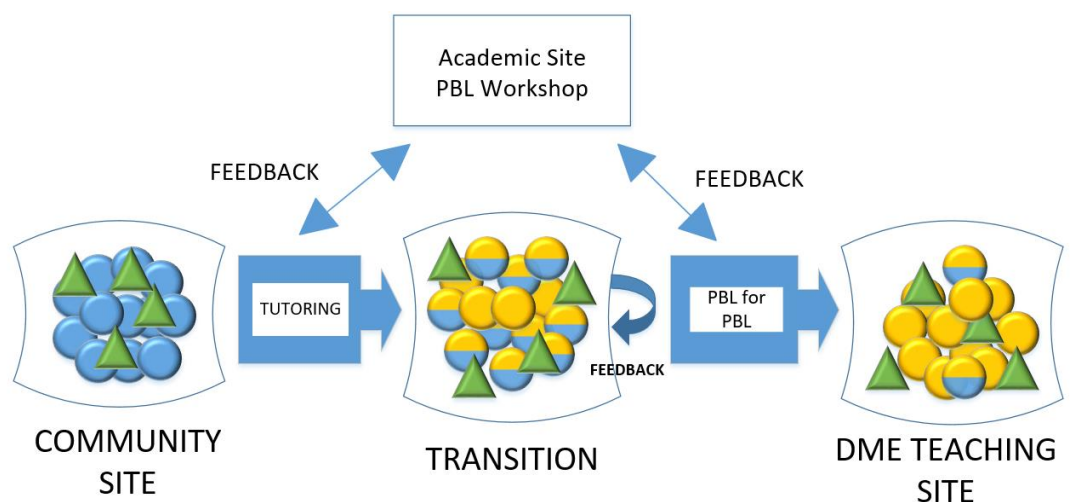 Academic Site
PBL Workshop
FEEDBACK
FEEDBACK
TUTORING
PBL for
PBL
FEEDBACK
COMMUNITY
SITE
TRANSITION
DME TEACHING
SITE